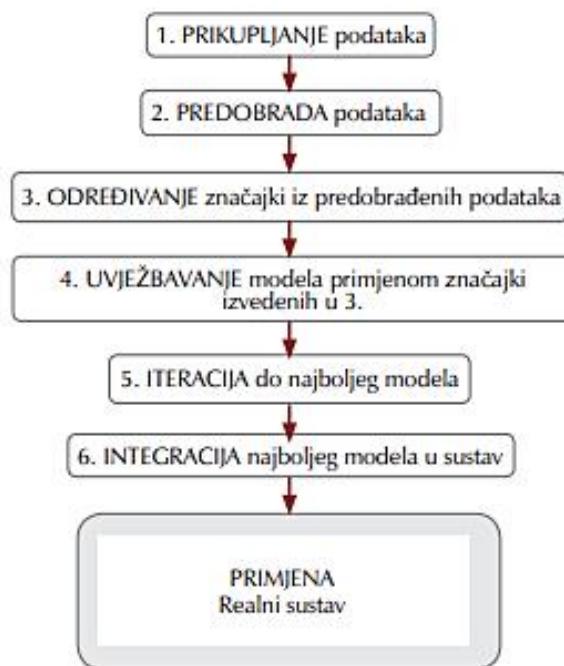 1. PRIKUPLJANJE podataka
2. PREDOBRADA podataka
3. ODREĐIVANJE značajki iz predobrađenih podataka
4. UVJEŽBAVANJE modela primjenom značajki
izvedenih u 3.
5. ITERACIJA do najboljeg modela
6. INTEGRACIJA najboljeg modela u sustav
PRIMJENA
Realni sustav